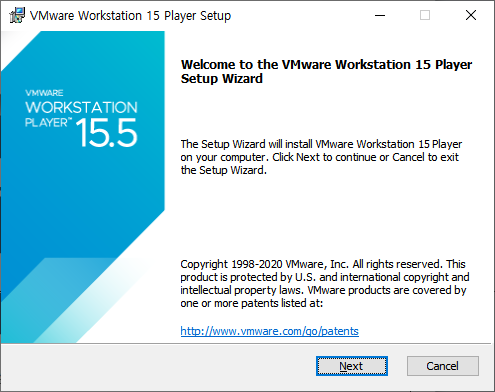 VMware Workstation 15 Player Setup
VMWARE
WORKSTATION
PLAYER™
15.5
Welcome to the VMware Workstation 15 Player
Setup Wizard
The Setup Wizard will install VMware Workstation 15 Player
on your computer. Click Next to continue or Cancel to exit
the Setup Wizard.
Copyright 1998-2020 VMware, Inc. All rights reserved. This
product is protected by U.S. and international copyright and
intellectual property laws. VMware products are covered by
one or more patents listed at:
http://www.vmware.com/go/patents
Next
Cancel